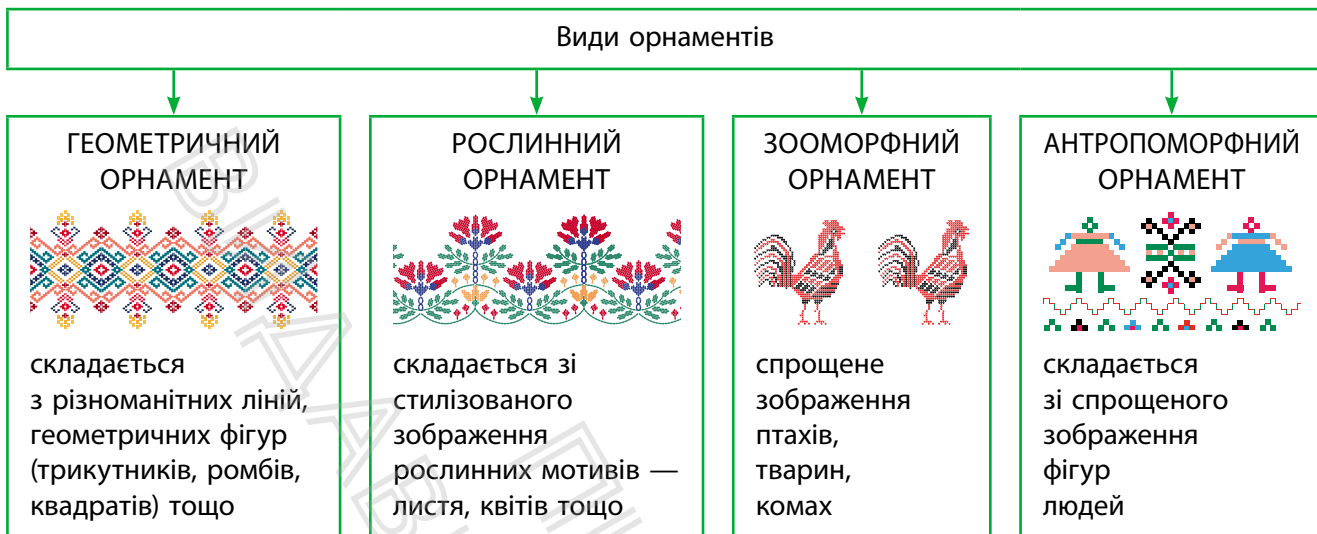 Види орнаментів
ГЕОМЕТРИЧНИЙ
ОРНАМЕНТ
складається
з різноманітних ліній,
геометричних фігур
(трикутників, ромбів,
квадратів) тощо
РОСЛИННИЙ
ОРНАМЕНТ
складається зі
стилізованого
зображення
рослинних мотивів —
листя, квітів тощо
ЗООМОРФНИЙ
ОРНАМЕНТ
спрощене
зображення
птахів,
тварин,
комах
АНТРОПОМОРФНИЙ
ОРНАМЕНТ
складається
зі спрощеного
зображення
фігур
людей